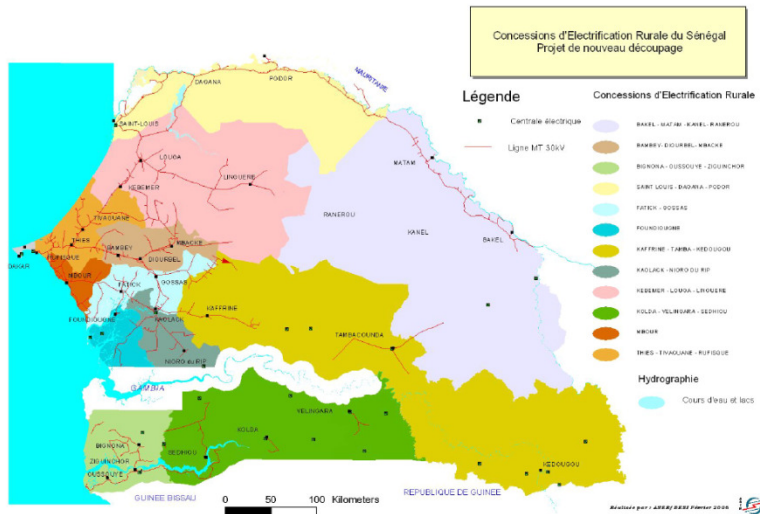 Concessions d'Electrification Rurale du Sénégal
Projet de nouveau découpage
Légende
Centrale électrique
Ligne MT 30kV
Concessions d'Electrification Rurale
BAKEL - MATAM - KANEL - RANEROU
BAMBEY - DIOURBEL - MBACKE
BIGNONA - OUSSOUYE - ZIGUINCHOR
SAINT LOUIS - DAGANA - PODOR
FATICK - GOSSAS
FOUNDIOUGNE
KAFFRINE - TAMBA - KEDOUGOU
KAOLACK - NIORO DU RIP
KEBEMER - LOUGA - LINGUERE
KOLDA - VELINGARA - SEDHIOU
MBOUR
THIES - TIVAOUANE - RUFISQUE
Hydrographie
Cours d'eau et lacs
MAURITANIE
PODOR
DAGANA
SAINT-LOUIS
LOUGA
LINGUERE
KEBEMER
MATAM
RANEROU
KANEL
BAKEL
TIVAOUANE
THIES
BAMBEY
MBACKE
DIOURBEL
DAKAR
RUFISQUE
MBOUR
FATICK
GOSSAS
FOUNDIOUGNE
KAOLACK
KAFFRINE
TAMBACOUNDA
NIORO du RIP
GAMBIA
VELINGARA
KOLDA
SEDHIOU
BIGNONA
ZIGUINCHOR
OUSSOUYE
KEDOUGOU
GUINEE BISSAU
REPUBLIQUE DE GUINEE
0 50 100 Kilometers
Réalisée par : ASER/